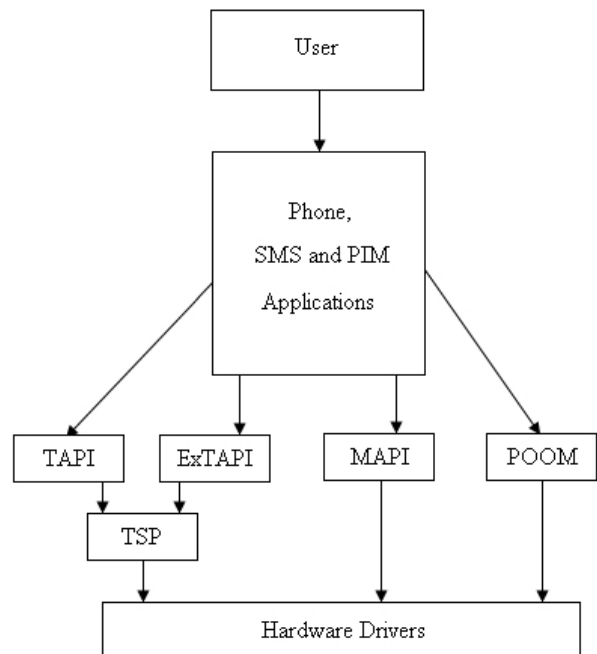 User
Phone,
SMS and PIM
Applications
TAPI
ExTAPI
MAPI
POOM
TSP
Hardware Drivers